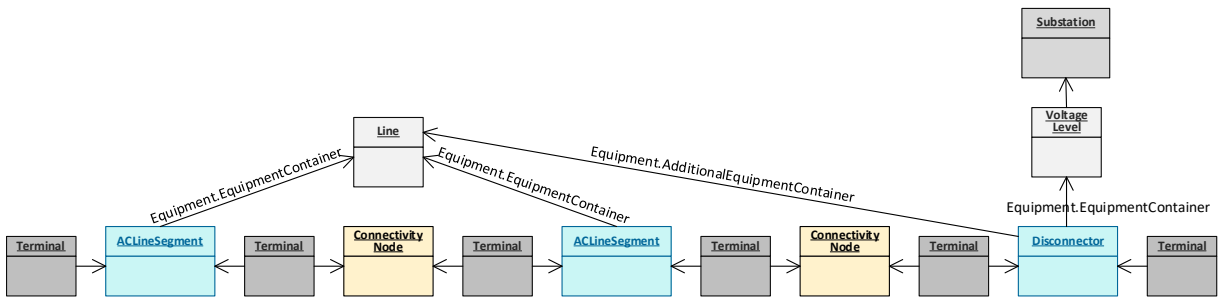 Substation
Voltage
Level
Line
Equipment.EquipmentContainer
Equipment.EquipmentContainer
Equipment.AdditionalEquipmentContainer
Equipment.EquipmentContainer
Terminal
ACLineSegment
Terminal
Connectivity
Node
Terminal
ACLineSegment
Terminal
Connectivity
Node
Terminal
Disconnector
Terminal